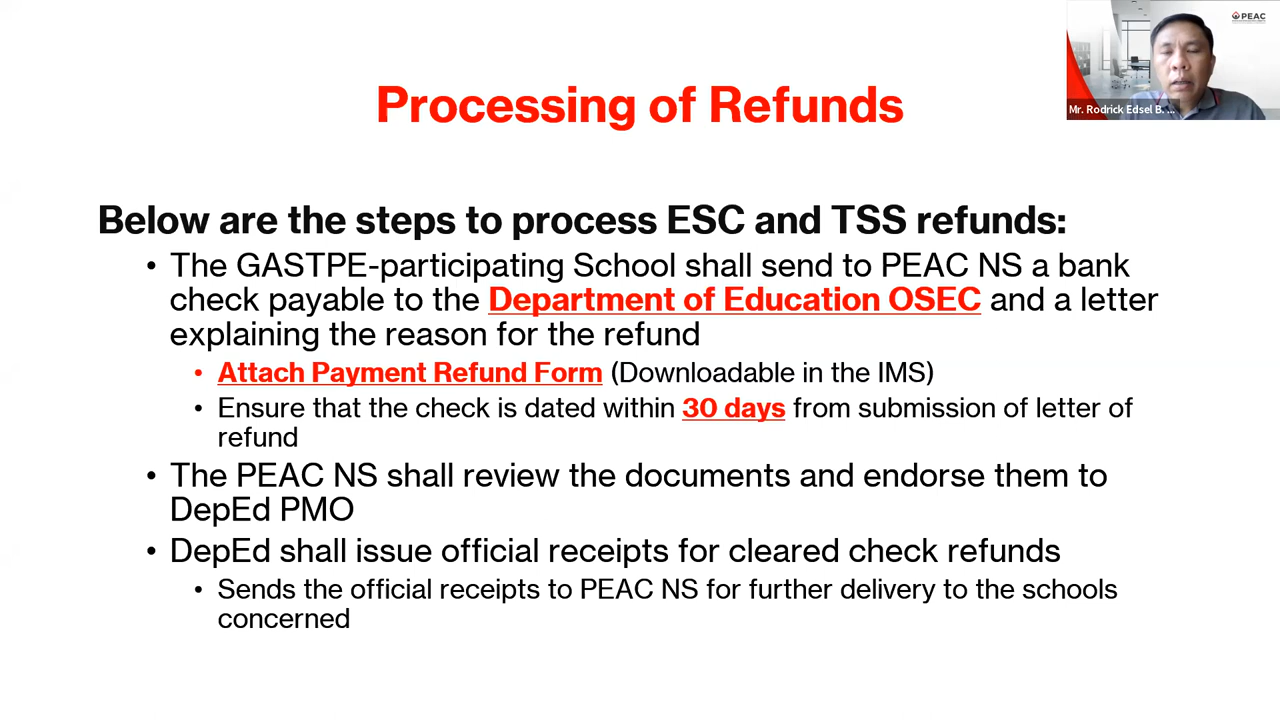 PEAC
Mr. Rodrick Edsel B. ...
Processing of Refunds
Below are the steps to process ESC and TSS refunds:
• The GASTPE-participating School shall send to PEAC NS a bank
check payable to the Department of Education OSEC and a letter
explaining the reason for the refund
• Attach Payment Refund Form (Downloadable in the IMS)
• Ensure that the check is dated within 30 days from submission of letter of
refund
• The PEAC NS shall review the documents and endorse them to
DepEd PMO
• DepEd shall issue official receipts for cleared check refunds
• Sends the official receipts to PEAC NS for further delivery to the schools
concerned